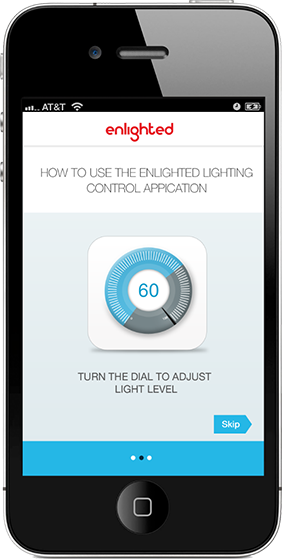 AT&T
enlighted
HOW TO USE THE ENLIGHTED LIGHTING
CONTROL APPICATION
60
TURN THE DIAL TO ADJUST
LIGHT LEVEL
Skip